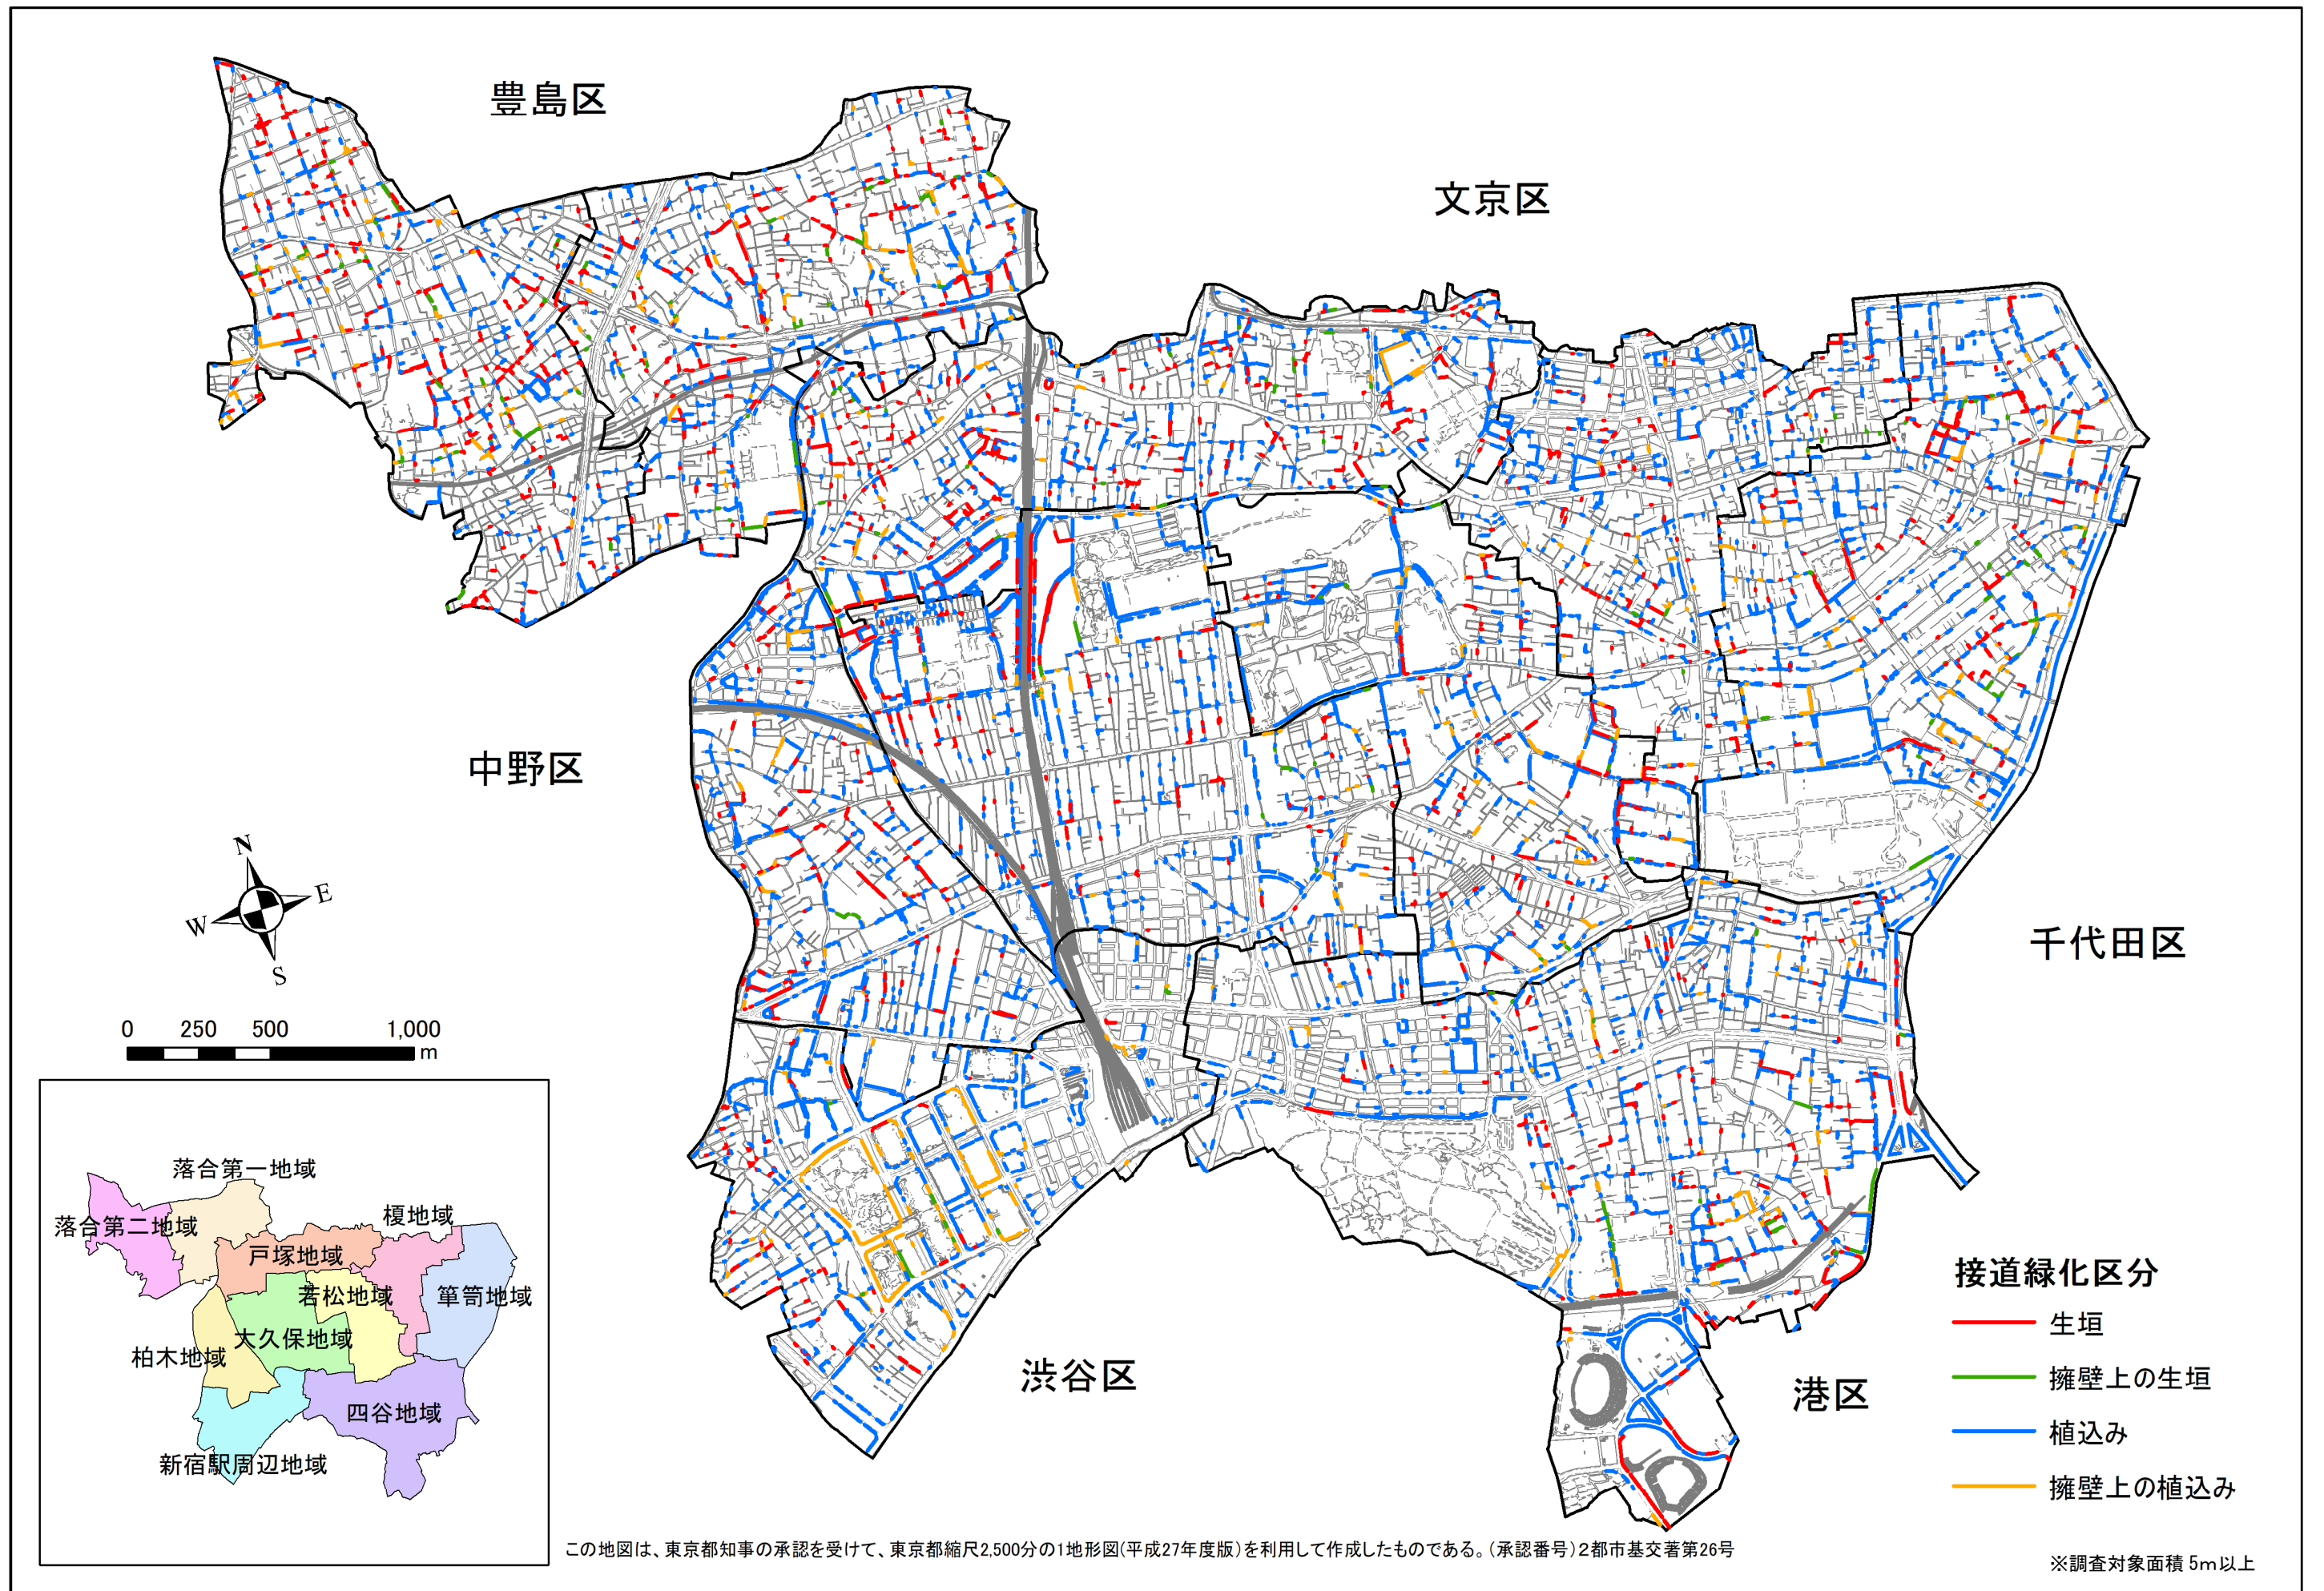 豊島区
文京区
中野区
千代田区
渋谷区
港区
N
E
W
S
0 250 500 1,000
m
落合第一地域
落合第二地域
榎地域
戸塚地域
若松地域
箪笥地域
大久保地域
柏木地域
四谷地域
新宿駅周辺地域
接道緑化区分
生垣
擁壁上の生垣
植込み
擁壁上の植込み
この地図は、東京都知事の承認を受けて、東京都縮尺2,500分の1地形図(平成27年度版)を利用して作成したものである。(承認番号)2都市基交著第26号
※調査対象面積 5m以上